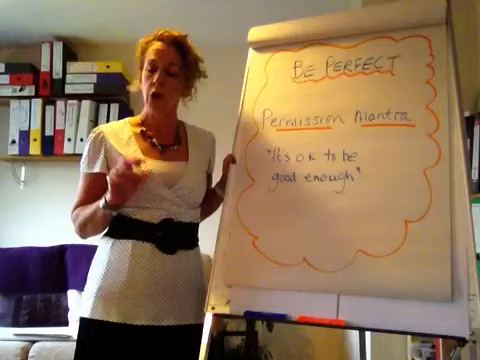 BE PERFECT
Permission Mantra
"It's OK to be
good enough"